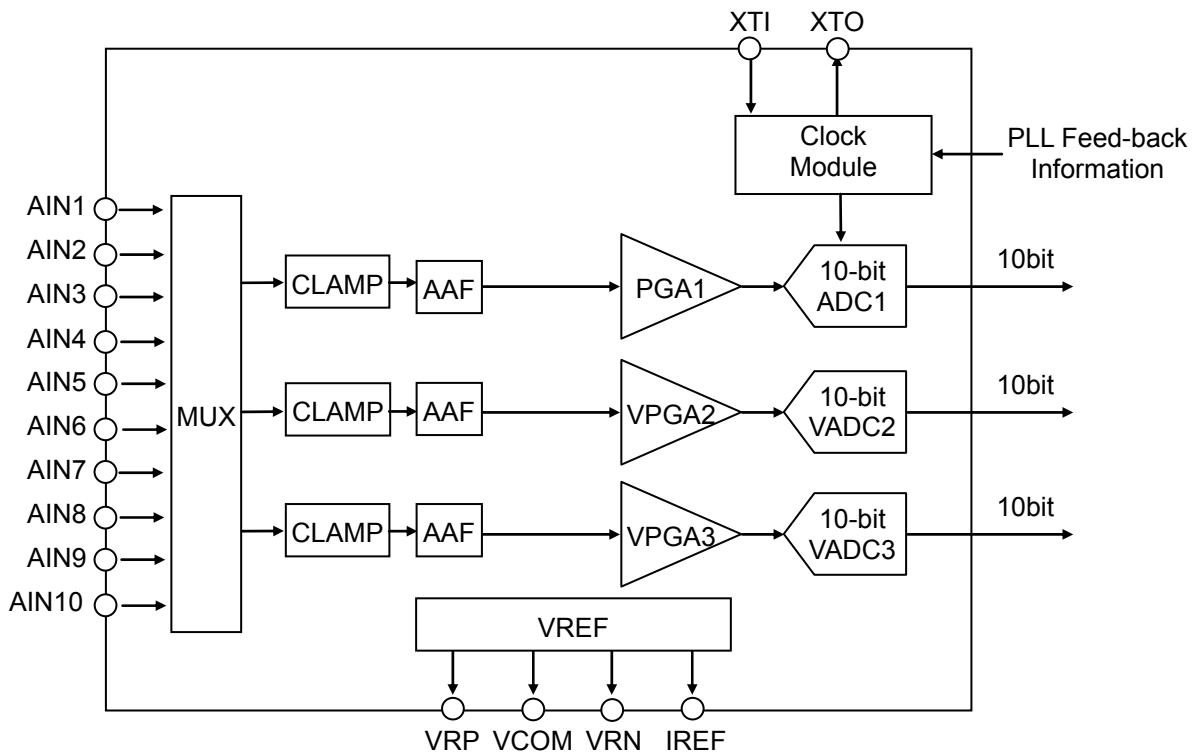 XTI
XTO
Clock
Module
PLL Feed-back
Information
AIN1
AIN2
AIN3
AIN4
AIN5
AIN6
AIN7
AIN8
AIN9
AIN10
MUX
CLAMP
AAF
PGA1
10-bit
ADC1
10bit
CLAMP
AAF
VPGA2
10-bit
VADC2
10bit
CLAMP
AAF
VPGA3
10-bit
VADC3
10bit
VREF
VRP
VCOM
VRN
IREF